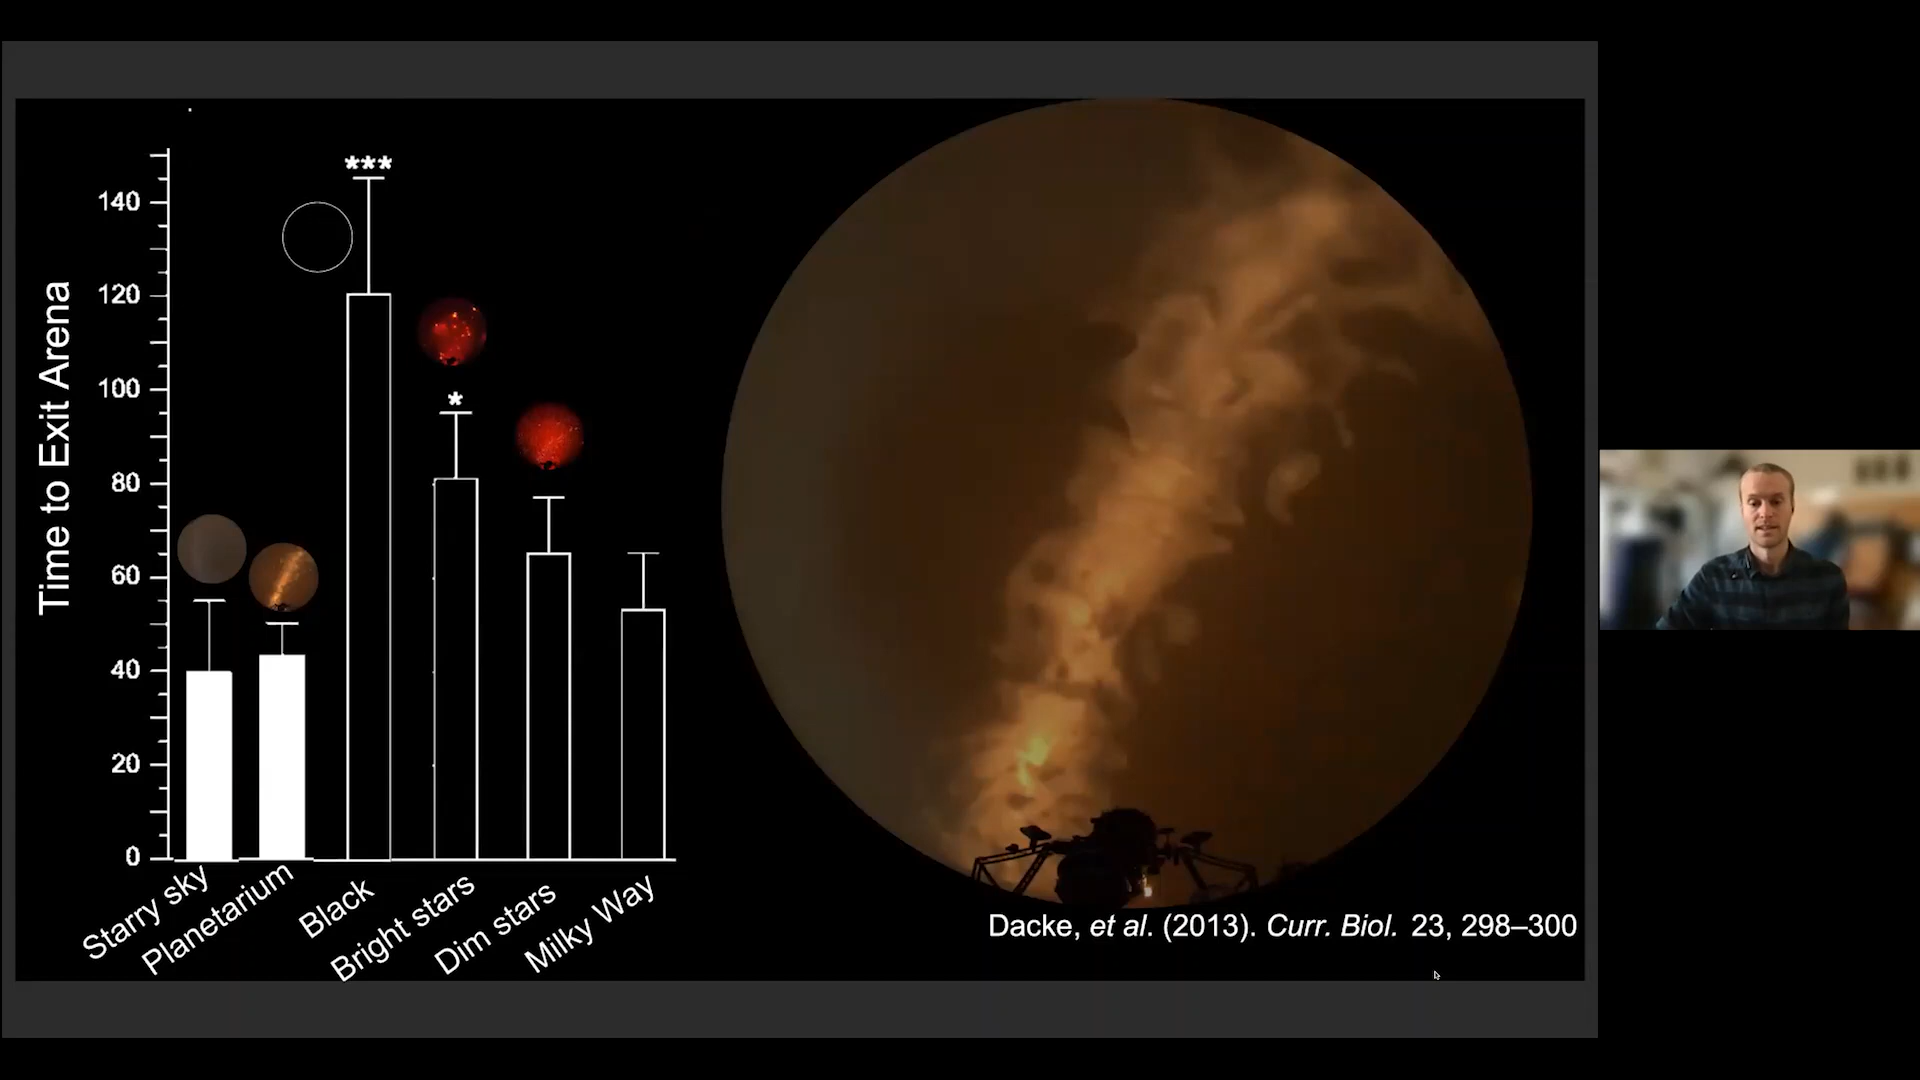 ***
140
120
*
100
80
60
40
20
0
Time to Exit Arena
Starry sky
Planetarium
Black
Bright stars
Dim stars
Milky Way
Dacke, et al. (2013). Curr. Biol. 23, 298–300